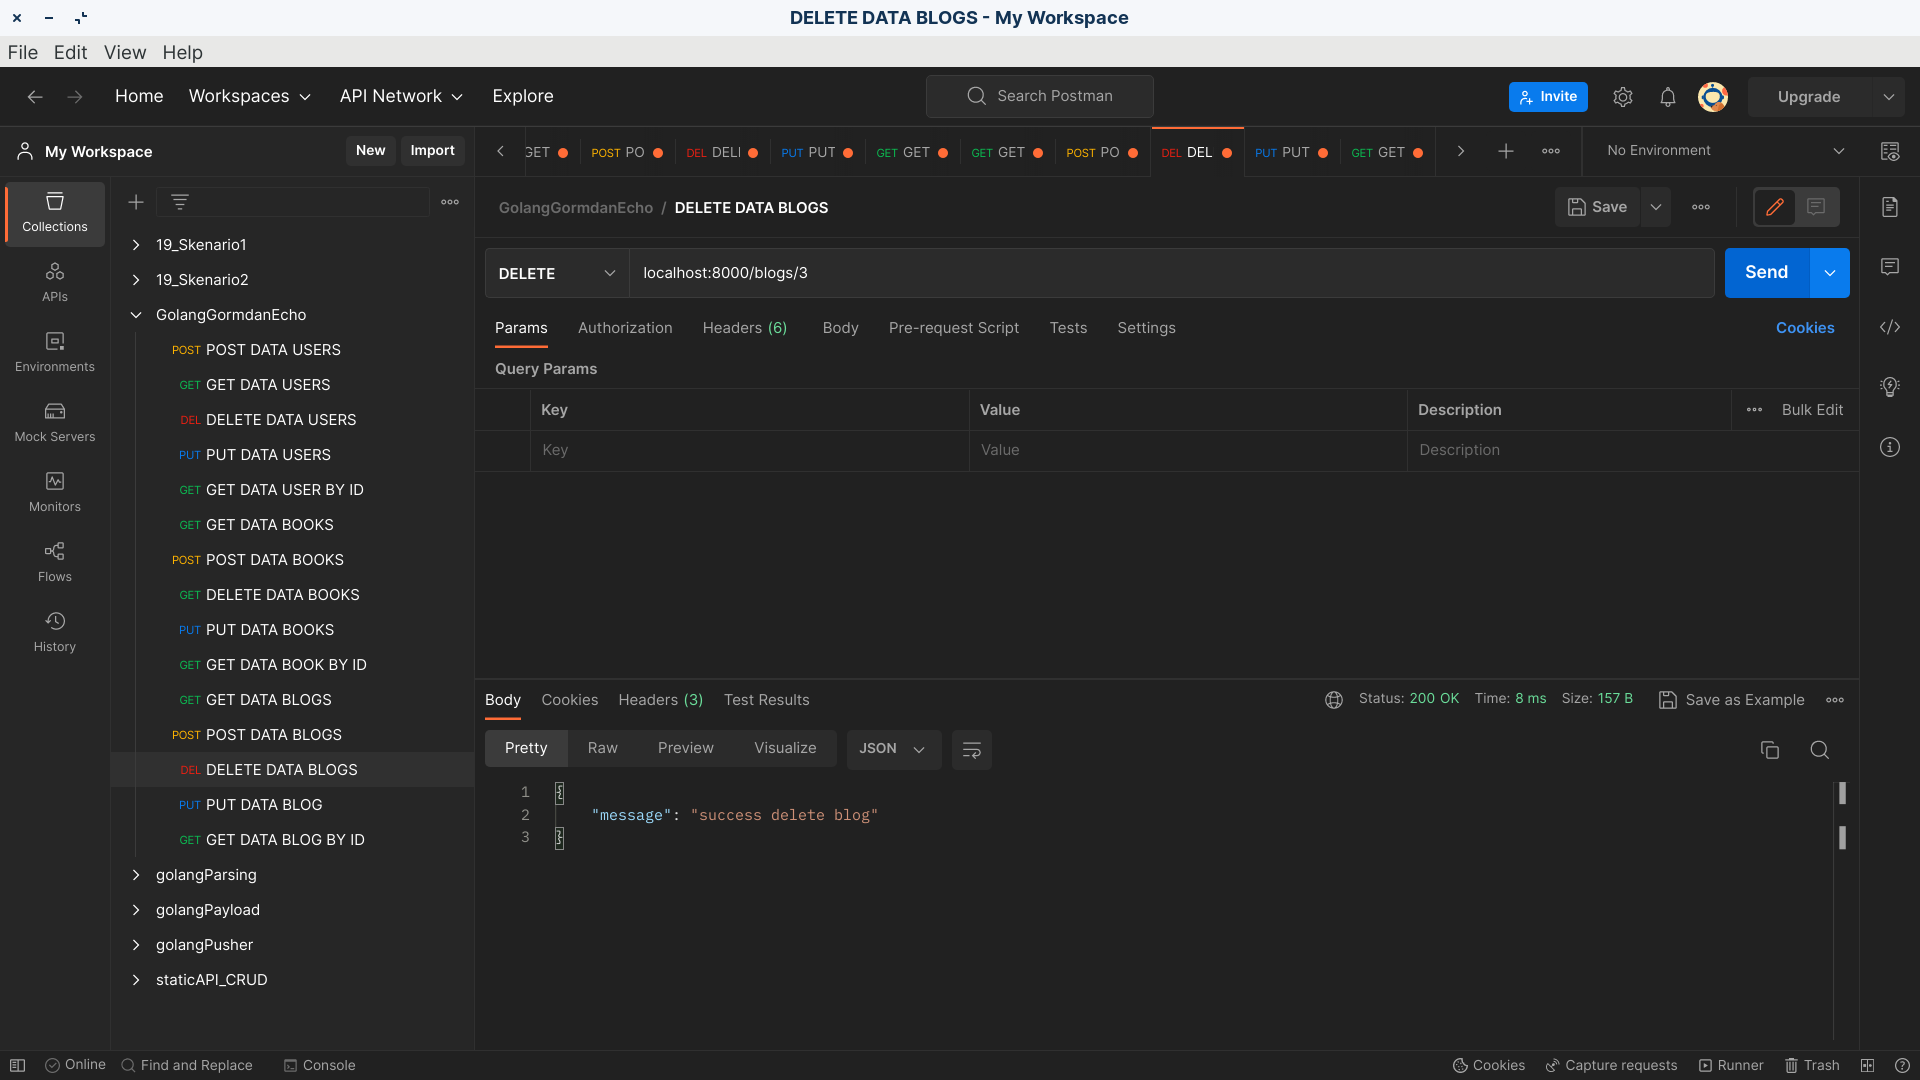 DELETE DATA BLOGS - My Workspace
File Edit View Help
Home Workspaces API Network Explore Search Postman Invite Upgrade
My Workspace New Import
GET POST PO DEL DELI PUT PUT GET GET GET GET POST PO DEL DEL PUT PUT GET GET No Environment
Collections
APIs
Environments
Mock Servers
Monitors
Flows
History
19_Skenario1
19_Skenario2
GolangGormdanEcho
POST POST DATA USERS
GET GET DATA USERS
DEL DELETE DATA USERS
PUT PUT DATA USERS
GET GET DATA USER BY ID
GET GET DATA BOOKS
POST POST DATA BOOKS
GET DELETE DATA BOOKS
PUT PUT DATA BOOKS
GET GET DATA BOOK BY ID
GET GET DATA BLOGS
POST POST DATA BLOGS
DEL DELETE DATA BLOGS
PUT PUT DATA BLOG
GET GET DATA BLOG BY ID
golangParsing
golangPayload
golangPusher
staticAPI_CRUD
GolangGormdanEcho / DELETE DATA BLOGS Save
DELETE localhost:8000/blogs/3 Send
Params Authorization Headers (6) Body Pre-request Script Tests Settings Cookies
Query Params
Key Value Description Bulk Edit
Key Value Description
Body Cookies Headers (3) Test Results Status: 200 OK Time: 8 ms Size: 157 B Save as Example
Pretty Raw Preview Visualize JSON
1 {
2 "message": "success delete blog"
3 }
Online Find and Replace Console Cookies Capture requests Runner Trash